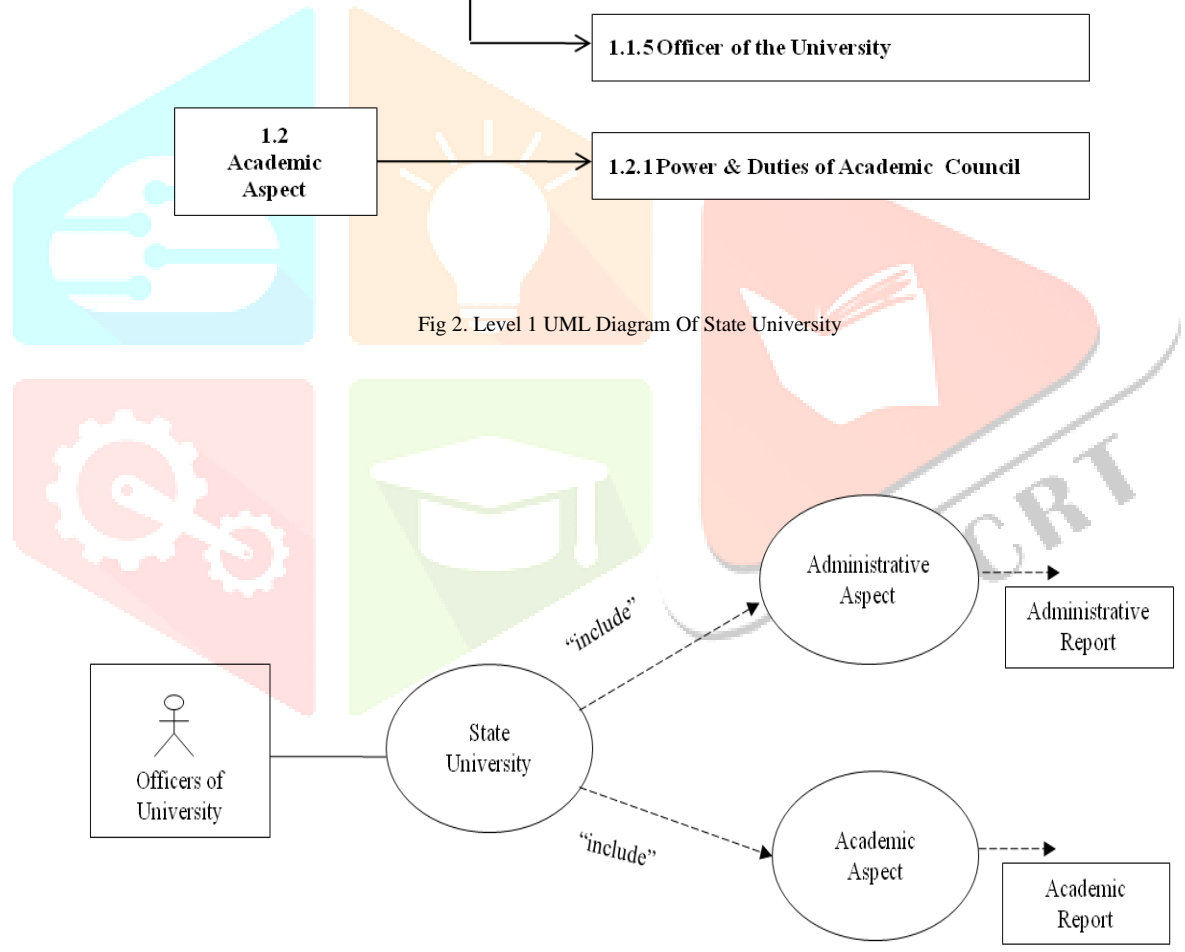 1.1.5 Officer of the University
1.2
Academic
Aspect
1.2.1 Power & Duties of Academic Council
Fig 2. Level 1 UML Diagram Of State University
CRT
Administrative
Aspect
"include"
Administrative
Report
State
University
Officers of
University
"include"
Academic
Aspect
Academic
Report